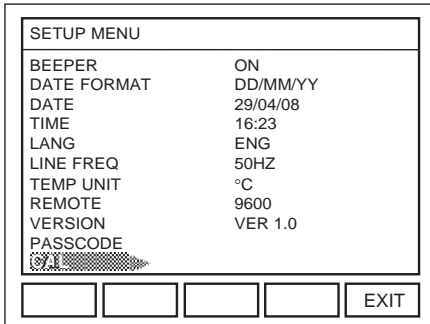 SETUP MENU
BEEPER ON
DATE FORMAT DD/MM/YY
DATE 29/04/08
TIME 16:23
LANG ENG
LINE FREQ 50HZ
TEMP UNIT °C
REMOTE 9600
VERSION VER 1.0
PASSCODE
CAL
EXIT